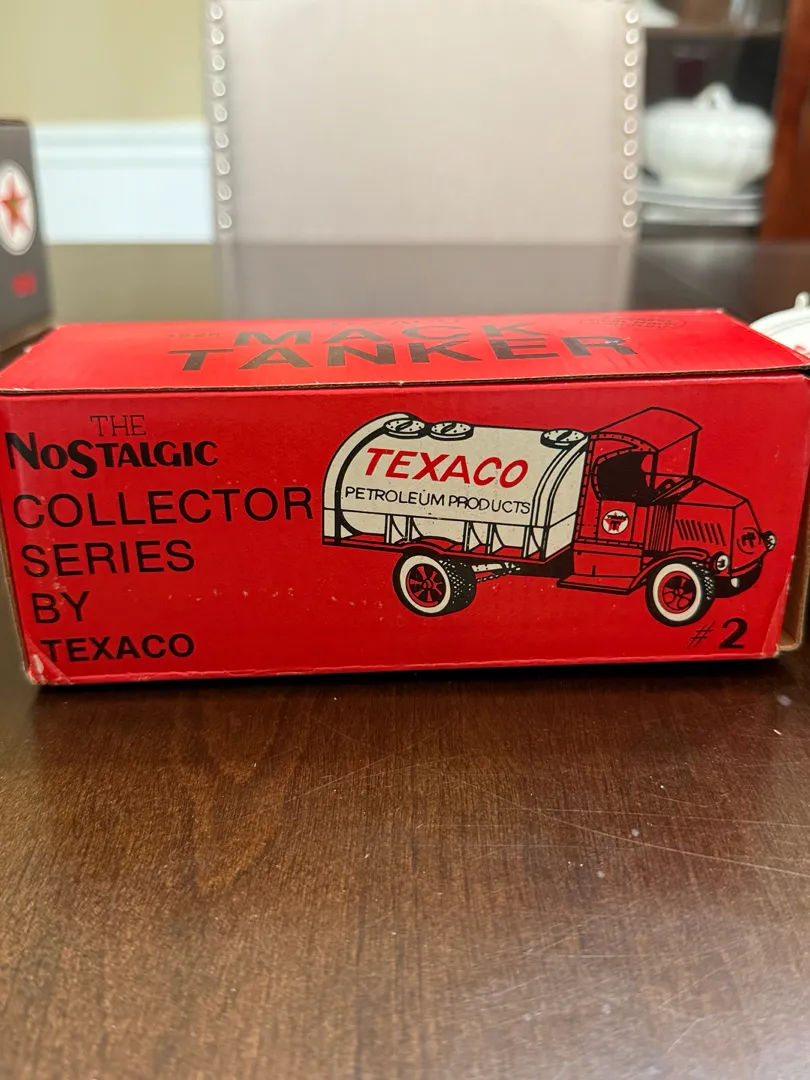 MACK
TANKER
THE
NOSTALGIC
COLLECTOR
SERIES
BY
TEXACO
TEXACO
PETROLEUM PRODUCTS
#2